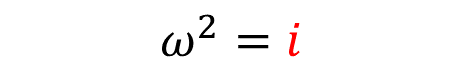 ω² = i